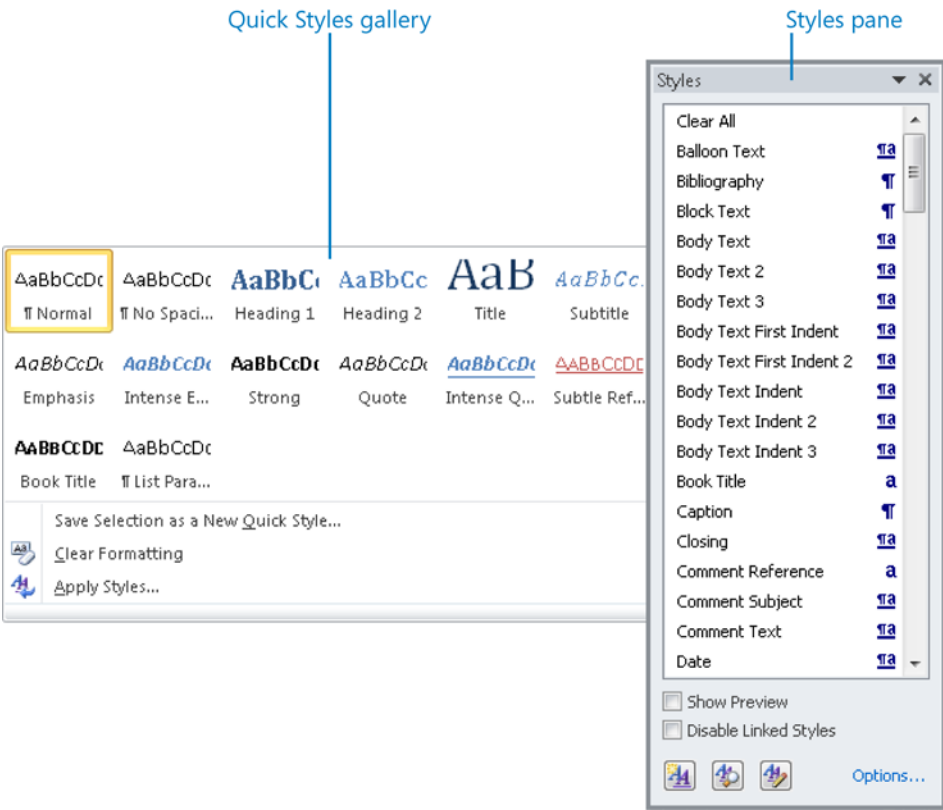 Quick Styles gallery
Styles pane
Styles
Clear All
Balloon Text ¶a
Bibliography ¶
Block Text ¶
Body Text ¶a
Body Text 2 ¶a
Body Text 3 ¶a
Body Text First Indent ¶a
Body Text First Indent 2 ¶a
Body Text Indent ¶a
Body Text Indent 2 ¶a
Body Text Indent 3 ¶a
Book Title a
Caption ¶
Closing ¶a
Comment Reference a
Comment Subject ¶a
Comment Text ¶a
Date ¶a
Show Preview
Disable Linked Styles
Options...
AaBbCcDc AaBbCcDc AaBbC AaBbCc AaB AaBbCc.
¶ Normal ¶ No Spaci... Heading 1 Heading 2 Title Subtitle
AaBbCcDc AaBbCcDc AaBbCcDc AaBbCcDc AaBbCcDc AABBCCDD
Emphasis Intense E... Strong Quote Intense Q... Subtle Ref...
AABBCCDD AaBbCcDc
Book Title ¶ List Para...
Save Selection as a New Quick Style...
Clear Formatting
Apply Styles...